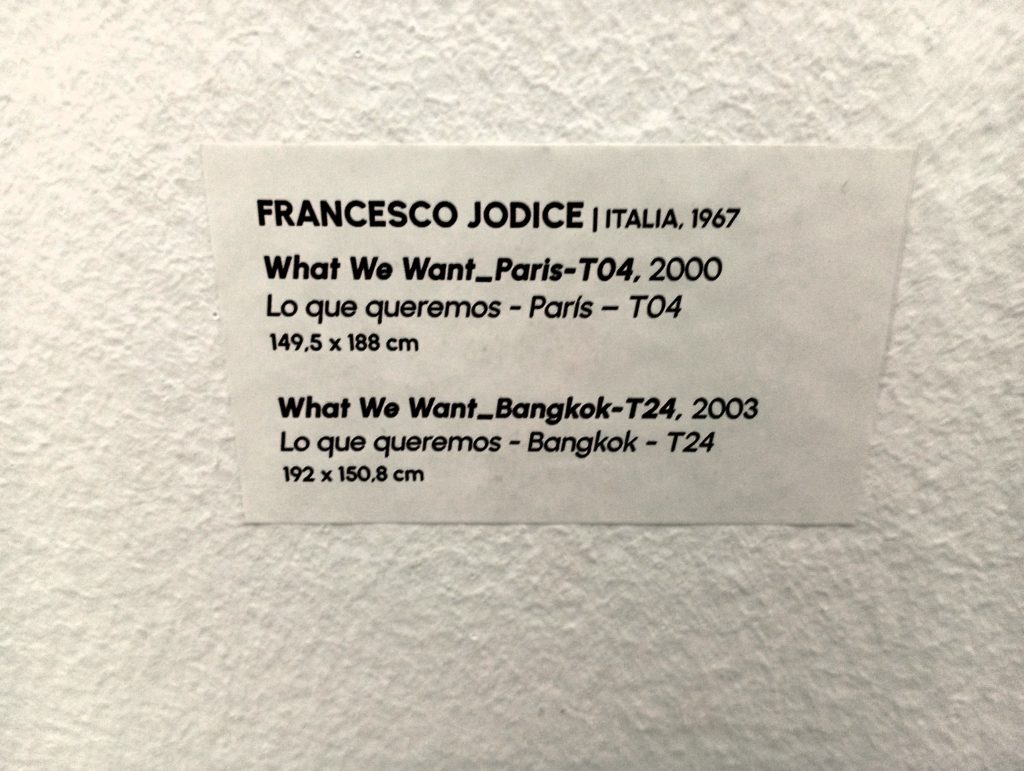 FRANCESCO JODICE | ITALIA, 1967
What We Want_Paris-T04, 2000
Lo que queremos - París – T04
149,5 x 188 cm
What We Want_Bangkok-T24, 2003
Lo que queremos - Bangkok - T24
192 x 150,8 cm